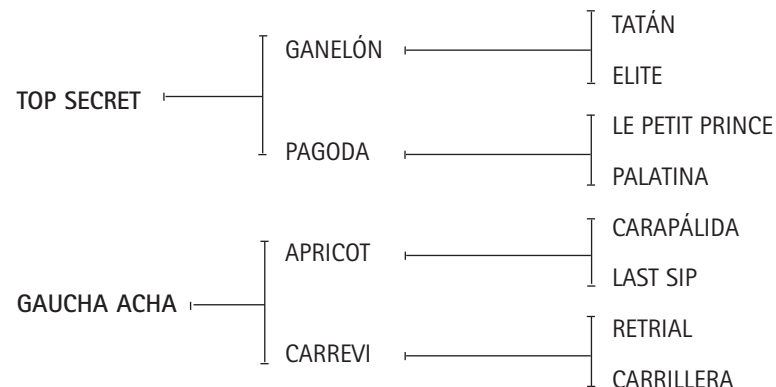 TATÁN
GANELÓN
ELITE
TOP SECRET
LE PETIT PRINCE
PAGODA
PALATINA
CARAPÁLIDA
APRICOT
LAST SIP
GAUCHA ACHA
RETRIAL
CARREVI
CARRILLERA